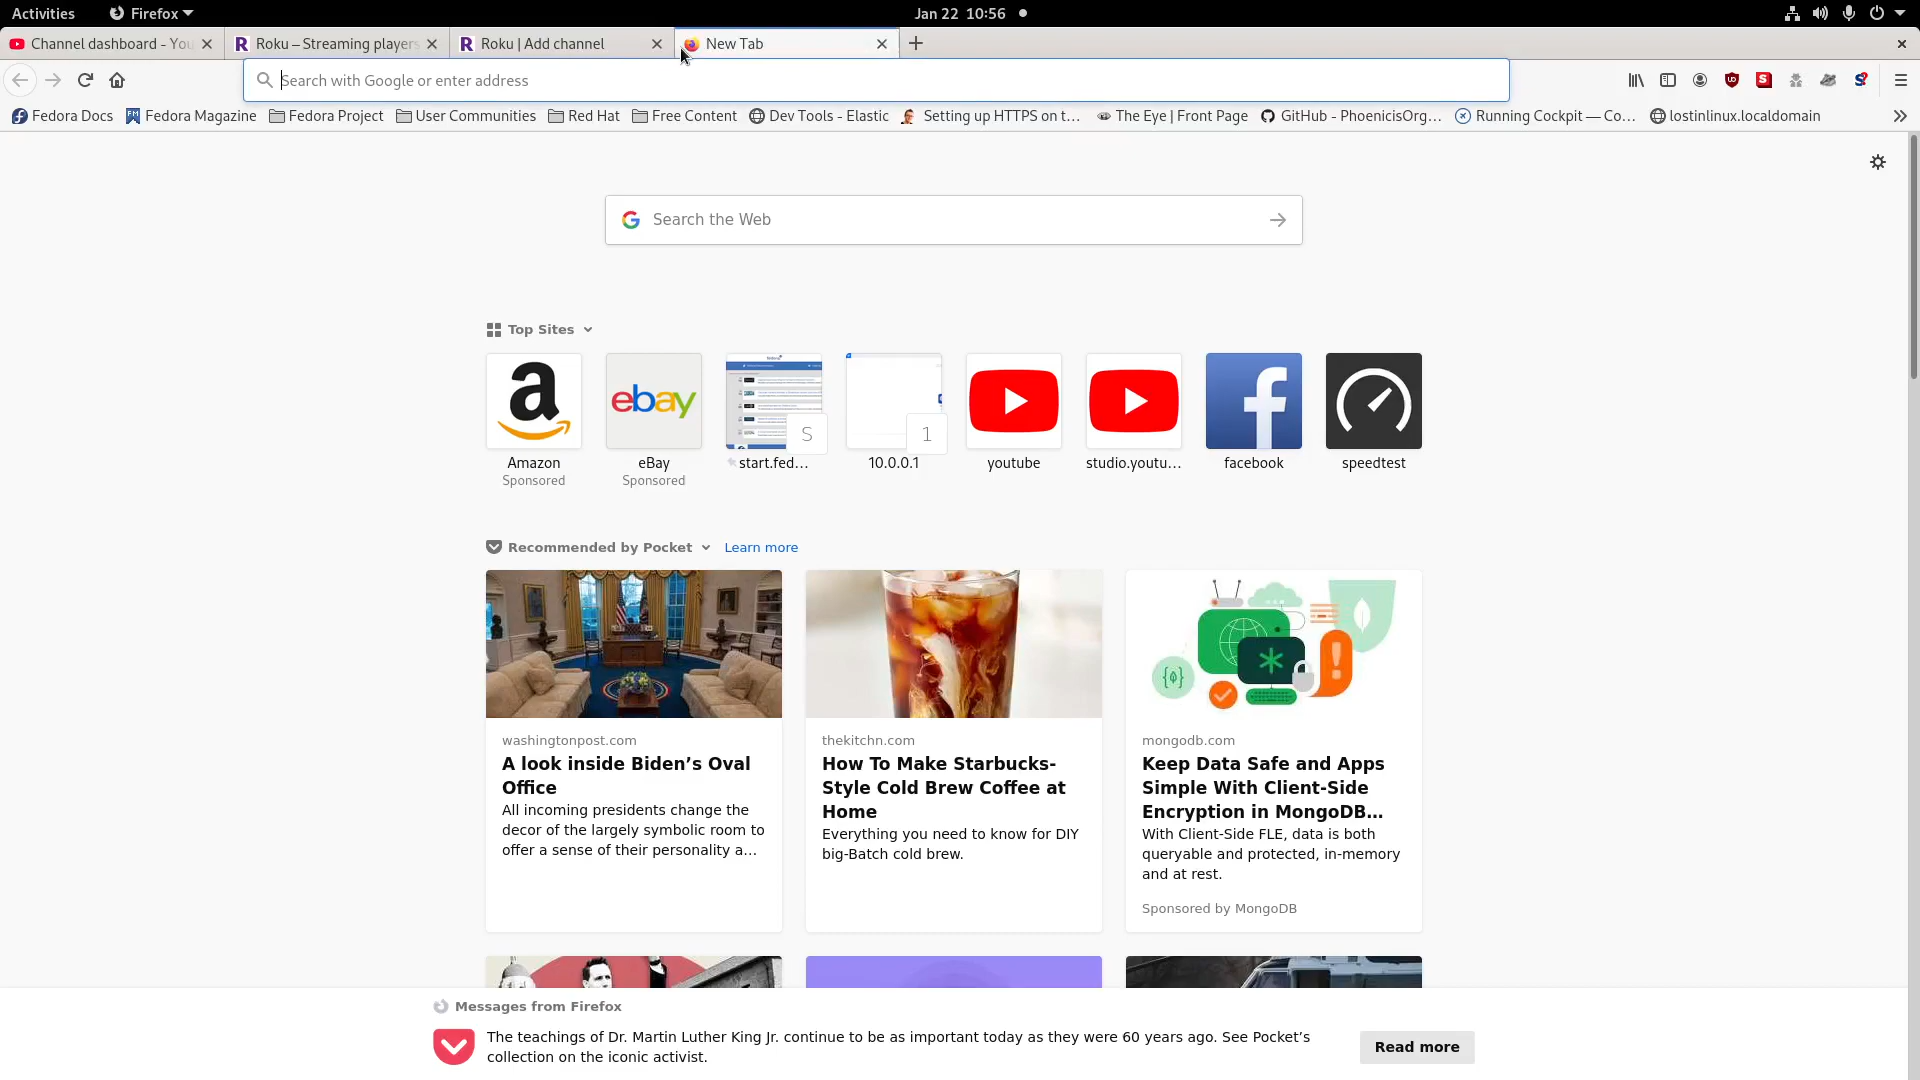 Activities
Firefox
Jan 22 10:56
Channel dashboard - You
Roku – Streaming players
Roku | Add channel
New Tab
Search with Google or enter address
Fedora Docs
Fedora Magazine
Fedora Project
User Communities
Red Hat
Free Content
Dev Tools - Elastic
Setting up HTTPS on t…
The Eye | Front Page
GitHub - PhoenicisOrg…
Running Cockpit — Co…
lostinlinux.localdomain
Search the Web
Top Sites
a
ebay
S
1
f
Amazon
Sponsored
eBay
Sponsored
start.fed…
10.0.0.1
youtube
studio.youtu…
facebook
speedtest
Recommended by Pocket
Learn more
washingtonpost.com
A look inside Biden’s Oval
Office
All incoming presidents change the
decor of the largely symbolic room to
offer a sense of their personality a…
thekitchn.com
How To Make Starbucks-
Style Cold Brew Coffee at
Home
Everything you need to know for DIY
big-Batch cold brew.
mongodb.com
Keep Data Safe and Apps
Simple With Client-Side
Encryption in MongoDB…
With Client-Side FLE, data is both
queryable and protected, in-memory
and at rest.
Sponsored by MongoDB
Messages from Firefox
The teachings of Dr. Martin Luther King Jr. continue to be as important today as they were 60 years ago. See Pocket’s
collection on the iconic activist.
Read more